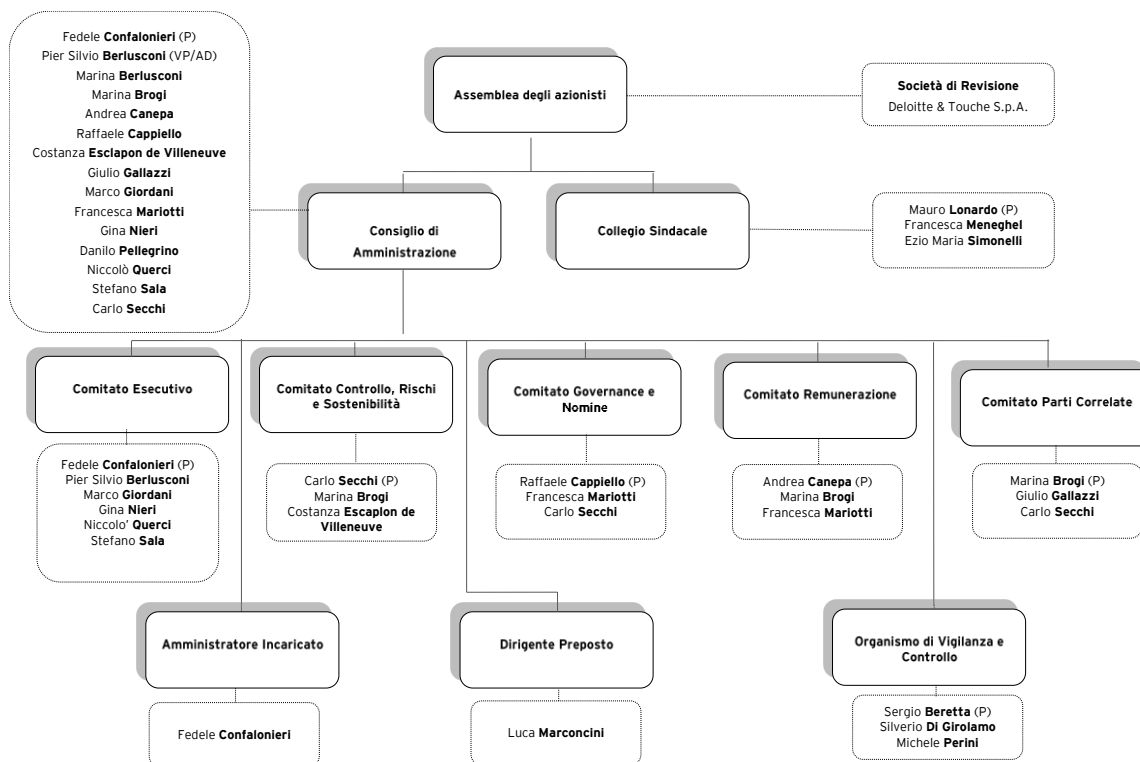 Fedele Confalonieri (P)
Pier Silvio Berlusconi (VP/AD)
Marina Berlusconi
Marina Brogi
Andrea Canepa
Raffaele Cappiello
Costanza Esclapon de Villeneuve
Giulio Gallazzi
Marco Giordani
Francesca Mariotti
Gina Nieri
Danilo Pellegrino
Niccolò Querci
Stefano Sala
Carlo Secchi
Assemblea degli azionisti
Società di Revisione
Deloitte & Touche S.p.A.
Consiglio di
Amministrazione
Collegio Sindacale
Mauro Lonardo (P)
Francesca Meneghel
Ezio Maria Simonelli
Comitato Esecutivo
Fedele Confalonieri (P)
Pier Silvio Berlusconi
Marco Giordani
Gina Nieri
Niccolo' Querci
Stefano Sala
Comitato Controllo, Rischi
e Sostenibilità
Carlo Secchi (P)
Marina Brogi
Costanza Escaplon de
Villeneuve
Comitato Governance e
Nomine
Raffaele Cappiello (P)
Francesca Mariotti
Carlo Secchi
Comitato Remunerazione
Andrea Canepa (P)
Marina Brogi
Francesca Mariotti
Comitato Parti Correlate
Marina Brogi (P)
Giulio Gallazzi
Carlo Secchi
Amministratore Incaricato
Fedele Confalonieri
Dirigente Preposto
Luca Marconcini
Organismo di Vigilanza e
Controllo
Sergio Beretta (P)
Silverio Di Girolamo
Michele Perini